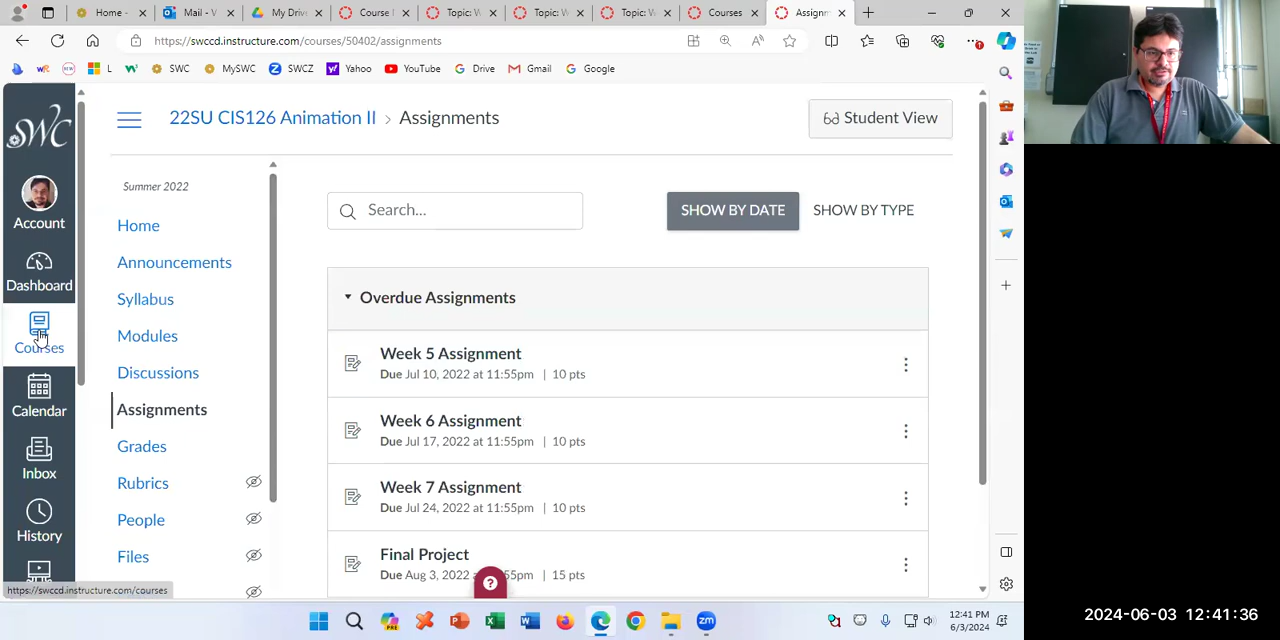 Home -
Mail - V
My Driv
Course
Topic: W
Topic: W
Topic: W
Courses
Assignm
https://swccd.instructure.com/courses/50402/assignments
L
SWC
MySWC
SWCZ
Yahoo
YouTube
Drive
Gmail
Google
SWC
Account
Dashboard
Courses
Calendar
Inbox
History
22SU CIS126 Animation II
Assignments
Student View
Summer 2022
Home
Announcements
Syllabus
Modules
Discussions
Assignments
Grades
Rubrics
People
Files
Search...
SHOW BY DATE
SHOW BY TYPE
Overdue Assignments
Week 5 Assignment
Due Jul 10, 2022 at 11:55pm | 10 pts
Week 6 Assignment
Due Jul 17, 2022 at 11:55pm | 10 pts
Week 7 Assignment
Due Jul 24, 2022 at 11:55pm | 10 pts
Final Project
Due Aug 3, 2022 55pm | 15 pts
https://swccd.instructure.com/courses
12:41 PM
6/3/2024
2024-06-03 12:41:36